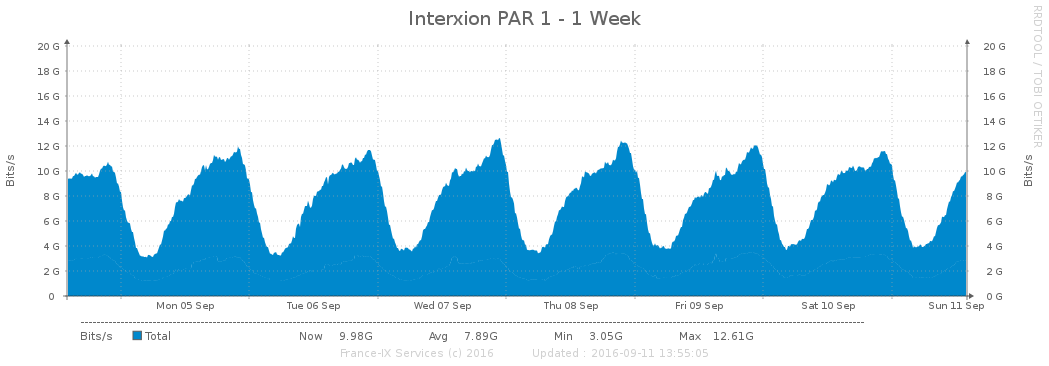 Interxion PAR 1 - 1 Week
RRDTOOL / TOBI OETIKER
Bits/s
Bits/s
20 G 20 G
18 G 18 G
16 G 16 G
14 G 14 G
12 G 12 G
10 G 10 G
8 G 8 G
6 G 6 G
4 G 4 G
2 G 2 G
0 0 G
Mon 05 Sep Tue 06 Sep Wed 07 Sep Thu 08 Sep Fri 09 Sep Sat 10 Sep Sun 11 Sep
Bits/s Total Now 9.98G Avg 7.89G Min 3.05G Max 12.61G
France-IX Services (c) 2016 Updated : 2016-09-11 13:55:05